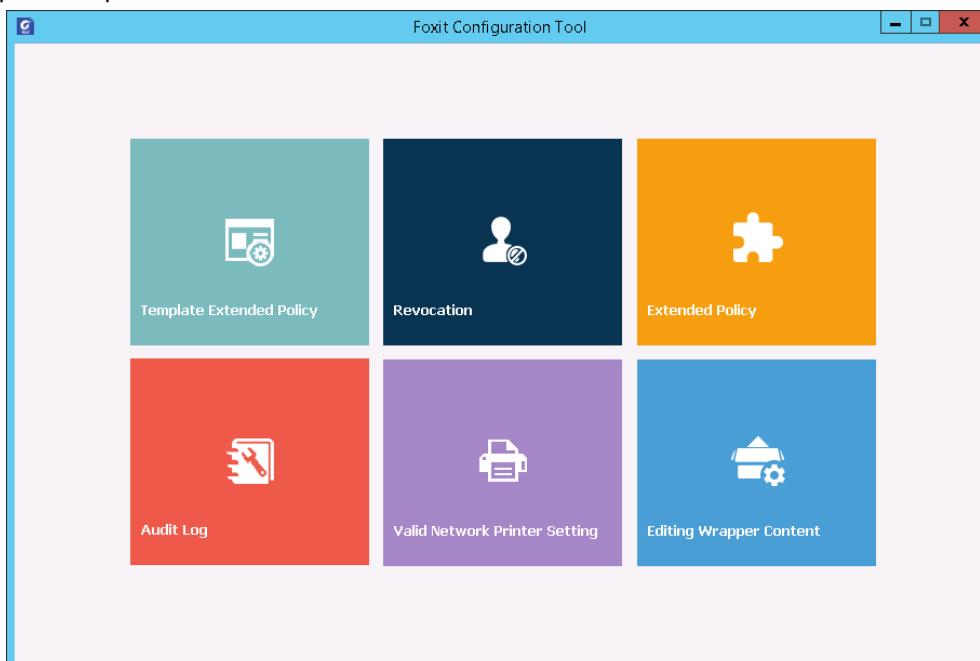 Foxit Configuration Tool
Template Extended Policy
Revocation
Extended Policy
Audit Log
Valid Network Printer Setting
Editing Wrapper Content